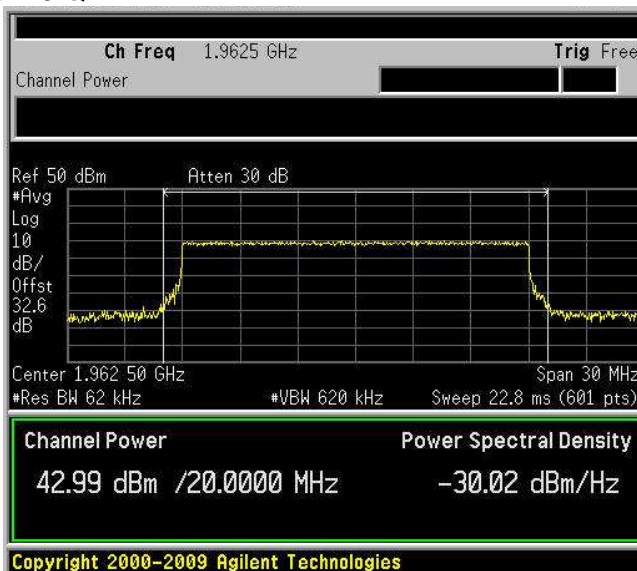 Ch Freq 1.9625 GHz Trig Free
Channel Power
Ref 50 dBm Atten 30 dB
#Avg
Log
10
dB/
Offst
32.6
dB
Center 1.962 50 GHz Span 30 MHz
#Res BW 62 kHz #VBW 620 kHz Sweep 22.8 ms (601 pts)
Channel Power Power Spectral Density
42.99 dBm /20.0000 MHz -30.02 dBm/Hz
Copyright 2000-2009 Agilent Technologies